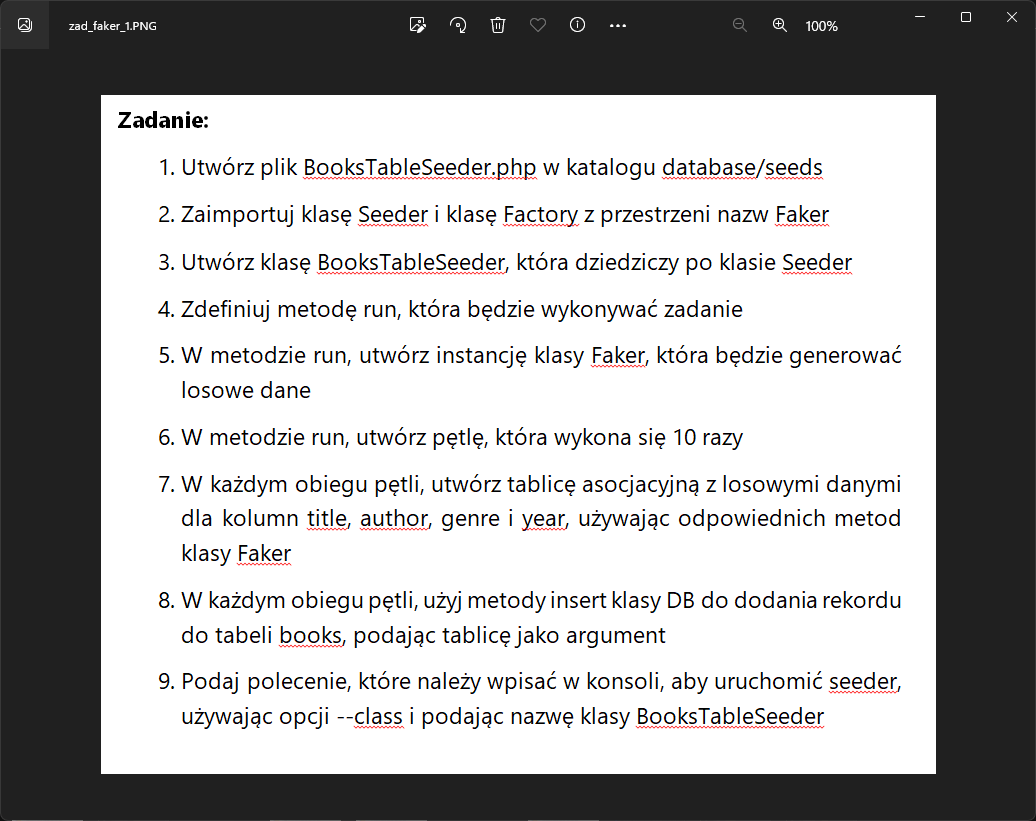 zad_faker_1.PNG
100%
Zadanie:
1. Utwórz plik BooksTableSeeder.php w katalogu database/seeds
2. Zaimportuj klasę Seeder i klasę Factory z przestrzeni nazw Faker
3. Utwórz klasę BooksTableSeeder, która dziedziczy po klasie Seeder
4. Zdefiniuj metodę run, która będzie wykonywać zadanie
5. W metodzie run, utwórz instancję klasy Faker, która będzie generować
losowe dane
6. W metodzie run, utwórz pętlę, która wykona się 10 razy
7. W każdym obiegu pętli, utwórz tablicę asocjacyjną z losowymi danymi
dla kolumn title, author, genre i year, używając odpowiednich metod
klasy Faker
8. W każdym obiegu pętli, użyj metody insert klasy DB do dodania rekordu
do tabeli books, podając tablicę jako argument
9. Podaj polecenie, które należy wpisać w konsoli, aby uruchomić seeder,
używając opcji --class i podając nazwę klasy BooksTableSeeder